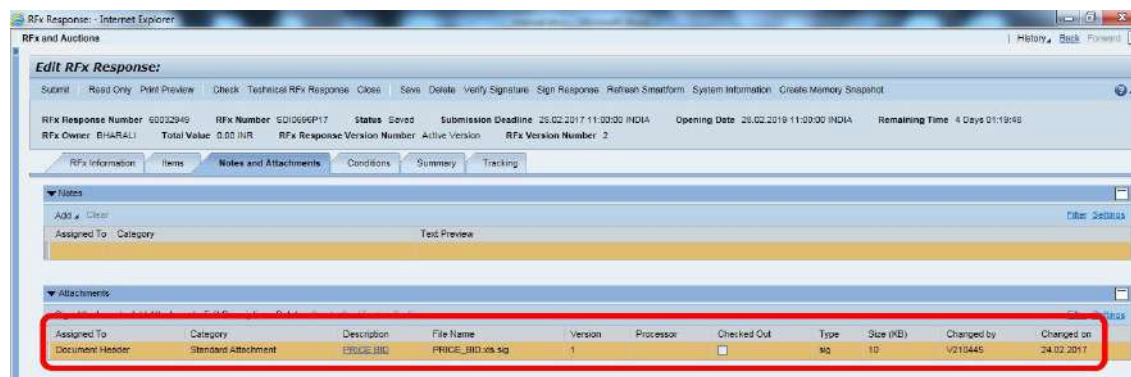 RFx Response: - Internet Explorer
RFx and Auctions
History Back Forward
Edit RFx Response:
Submit Read Only Print Preview Check Technical RFx Response Close Save Delete Verify Signature Sign Response Refresh Smartform System Information Create Memory Snapshot
RFx Response Number 60032949 RFx Number SDI0696P17 Status Saved Submission Deadline 28.02.2017 11:00:00 INDIA Opening Date 28.02.2019 11:00:00 INDIA Remaining Time 4 Days 01:19:48
RFx Owner BHARALI Total Value 0.00 INR RFx Response Version Number Active Version RFx Version Number 2
RFx Information Items Notes and Attachments Conditions Summary Tracking
Notes
Add Clear Filter Settings
Assigned To Category Text Preview
Attachments
Assigned To Category Description File Name Version Processor Checked Out Type Size (KB) Changed by Changed on
Document Header Standard Attachment PRICE BID PRICE_BID.xls.sig 1 sig 10 V210445 24.02.2017